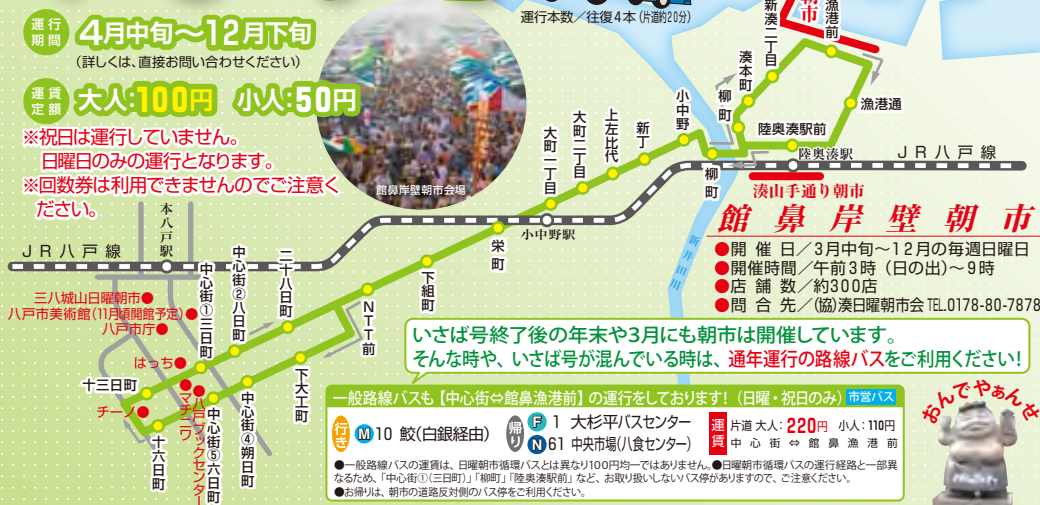 運行本数／往復4本(片道約20分)
運行期間 4月中旬～12月下旬
(詳しくは、直接お問い合わせください)
運賃定額 大人:100円 小人:50円
※祝日は運行していません。
日曜日のみの運行となります。
※回数券は利用できませんのでご注意く
ださい。
館鼻岸壁朝市会場
市
漁港前
新湊二丁目
湊本町
漁港通
柳町
陸奥湊駅前
陸奥湊駅
JR八戸線
湊山手通り朝市
柳町
小中野
新丁
上左比代
大町二丁目
大町一丁目
小中野駅
栄町
下組町
NTT前
二十八日町
下大工町
新井田川
本八戸駅
JR八戸線
中心街②八日町
中心街①三日町
三八城山日曜朝市●
八戸市美術館(11月頃開館予定)●
八戸市庁●
はっち●
十三日町
チーノ●
●マチニワ
●八戸ブックセンター
十六日町
中心街⑤六日町
中心街④朔日町
館鼻岸壁朝市
●開催日／3月中旬～12月の毎週日曜日
●開催時間／午前3時（日の出）～9時
●店舗数／約300店
●問合先／(協)湊日曜朝市会 TEL.0178-80-7878
いさば号終了後の年末や3月にも朝市は開催しています。
そんな時や、いさば号が混んでいる時は、通年運行の路線バスをご利用ください!
一般路線バスも【中心街⇔館鼻漁港前】の運行をしております!（日曜・祝日のみ）市営バス
行き M10 鮫(白銀経由)
帰り F 1 大杉平バスセンター
N61 中央市場(八食センター)
運賃 片道 大人:220円 小人:110円
中心街⇔館鼻漁港前
●一般路線バスの運賃は、日曜朝市循環バスとは異なり100円均一ではありません。●日曜朝市循環バスの運行経路と一部異
なるため、「中心街①(三日町)」「柳町」「陸奥湊駅前」など、お取り扱いしないバス停がありますので、ご注意ください。
●お帰りは、朝市の道路反対側のバス停をご利用ください。
おんでやぁんせ